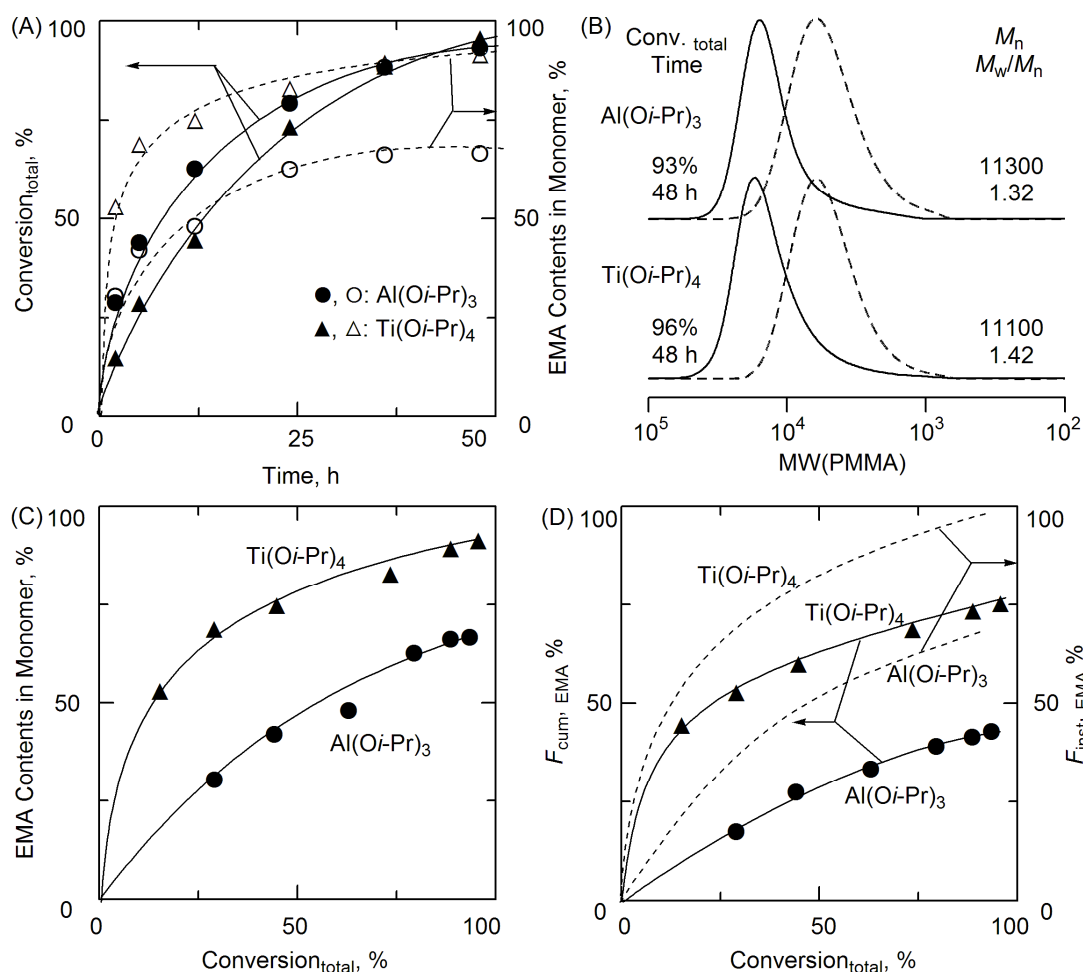 (A)
100
50
0
Conversion_total, %
100
50
0
EMA Contents in Monomer, %
●, ○: Al(Oi-Pr)3
▲, △: Ti(Oi-Pr)4
0
25
50
Time, h
(B)
Conv. total
Time
Mn
Mw/Mn
Al(Oi-Pr)3
93%
48 h
11300
1.32
Ti(Oi-Pr)4
96%
48 h
11100
1.42
10^5
10^4
10^3
10^2
MW(PMMA)
(C)
100
50
0
EMA Contents in Monomer, %
Ti(Oi-Pr)4
Al(Oi-Pr)3
0
50
100
Conversion_total, %
(D)
100
50
0
Fcum, EMA %
100
50
0
Finst, EMA %
Ti(Oi-Pr)4
Ti(Oi-Pr)4
Al(Oi-Pr)3
Al(Oi-Pr)3
0
50
100
Conversion_total, %